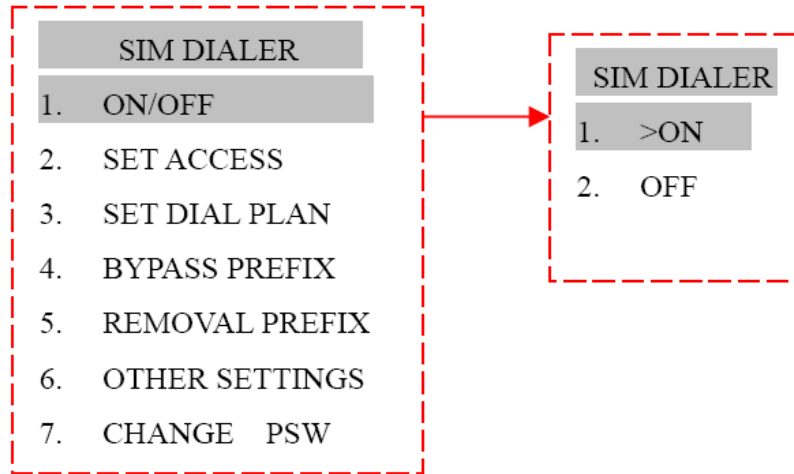 SIM DIALER
1. ON/OFF
2. SET ACCESS
3. SET DIAL PLAN
4. BYPASS PREFIX
5. REMOVAL PREFIX
6. OTHER SETTINGS
7. CHANGE PSW
SIM DIALER
1. >ON
2. OFF